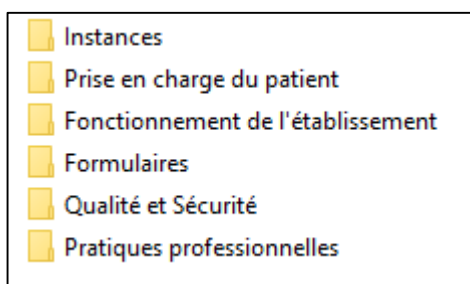 Instances
Prise en charge du patient
Fonctionnement de l'établissement
Formulaires
Qualité et Sécurité
Pratiques professionnelles